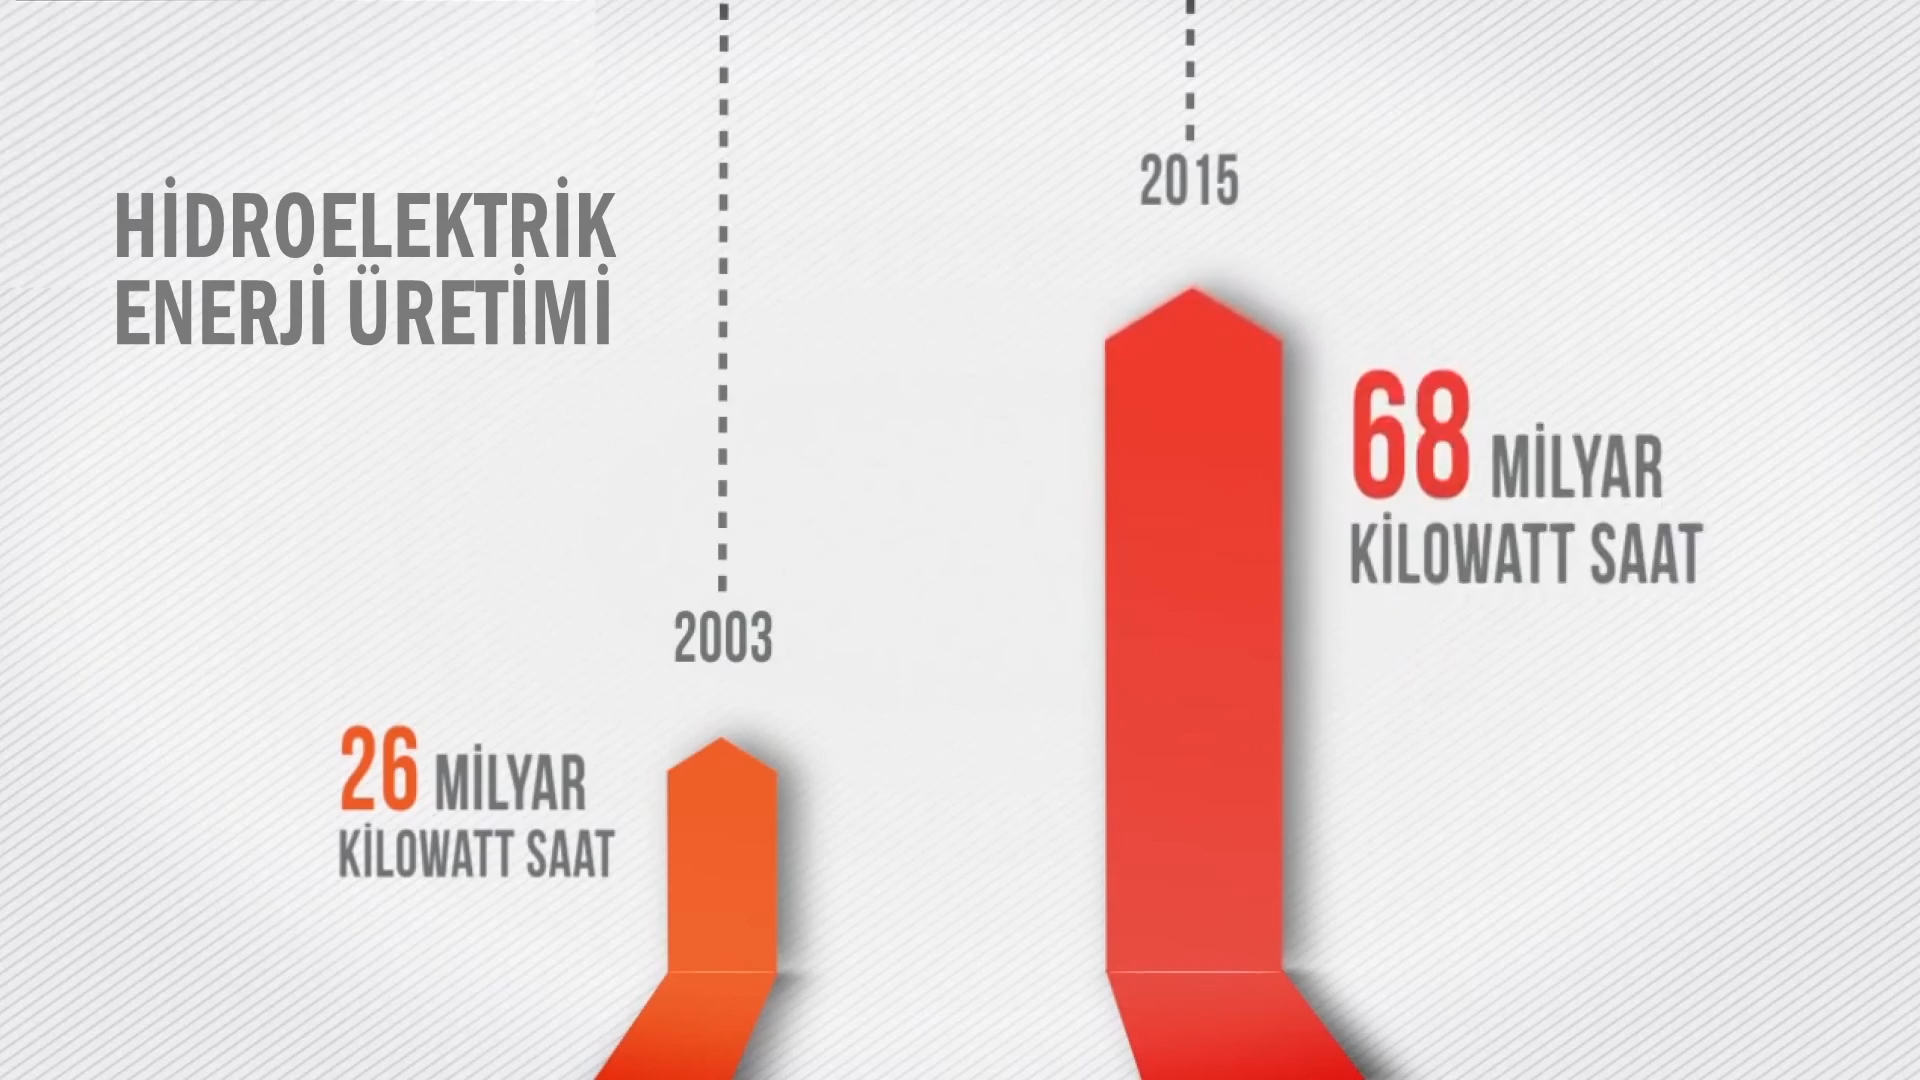 HİDROELEKTRİK
ENERJİ ÜRETİMİ
2015
68 MİLYAR
KİLOWATT SAAT
2003
26 MİLYAR
KİLOWATT SAAT